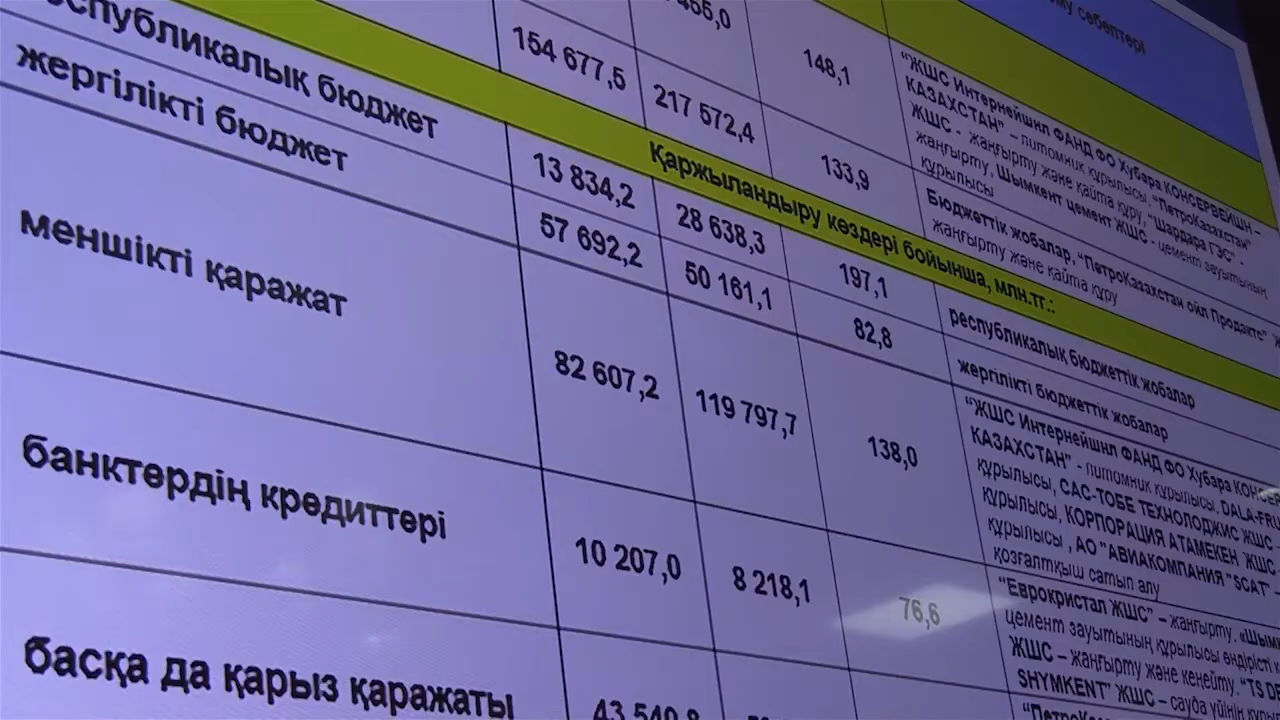 себептері
148,1
"ЖШС Интернейшнл ФАНД ФО Хубара КОНСЕРВЕЙШН –
КАЗАХСТАН" – питомник құрылысы, "ПетроКазахстан"
ЖШС - жаңғырту және қайта құру, "Шардара ГЭС" -
жаңғырту, Шымкент цемент ЖШС - цемент зауытының
құрылысы
154 677,5
217 572,4
133,9
Бюджеттік жобалар, "ПетроКазахстан ойл Продактс"
жаңғырту және қайта құру
Қаржыландыру көздері бойынша, млн.тг.:
бюджет
13 834,2
28 638,3
197,1
республикалық бюджеттік жобалар
жергілікті бюджет
57 692,2
50 161,1
82,8
жергілікті бюджеттік жобалар
меншікті қаражат
82 607,2
119 797,7
138,0
"ЖШС Интернейшнл ФАНД ФО Хубара
КАЗАХСТАН" - питомник құрылысы,
құрылысы, САС-ТОБЕ ТЕХНОЛОДЖИС ЖШС -
құрылысы, КОРПОРАЦИЯ АТАМЕКЕН ЖШС
құрылысы , АО "АВИАКОМПАНИЯ "SCAT" –
қозғалтқыш сатып алу
банктердің кредиттері
10 207,0
8 218,1
76,6
"Еврокристал ЖШС" – жаңғырту,
цемент зауытының құрылысы өндірісті
ЖШС – жаңғырту және кеңейту,
SHYMKENT" ЖШС – сауда үйінің
басқа да қарыз қаражаты